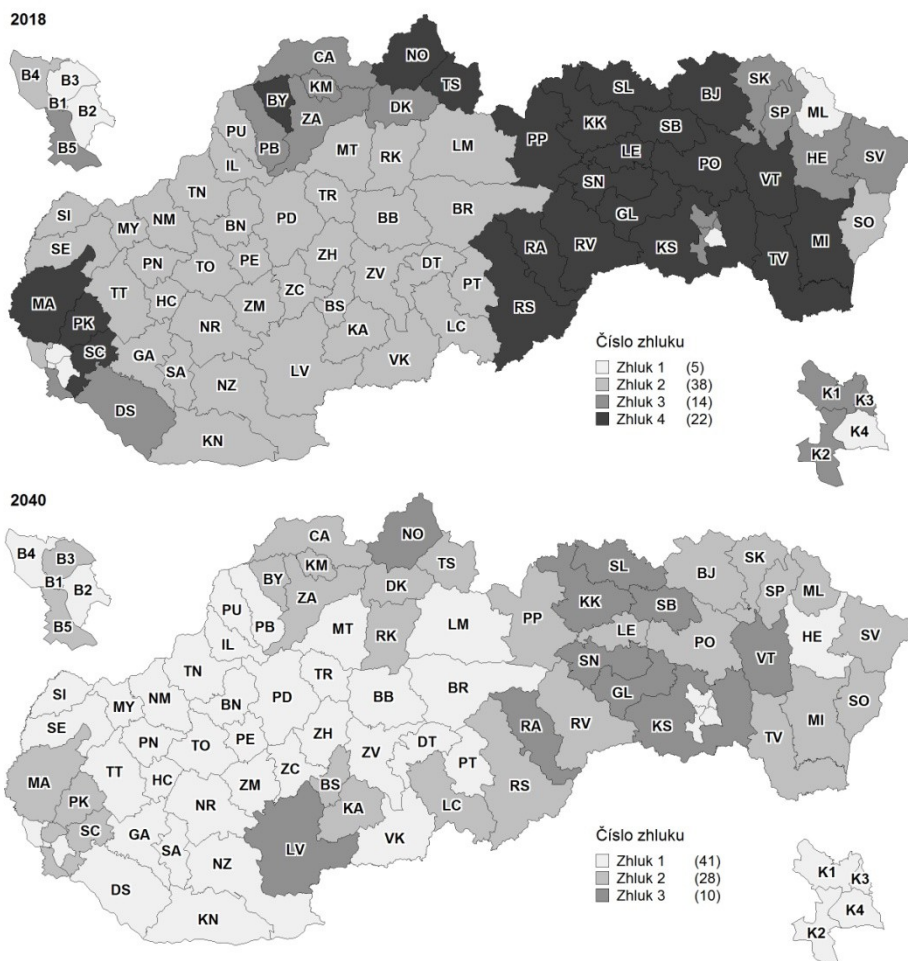 2018
CA
NO
TS
BY
KM
DK
ZA
PB
PU
IL
MT
RK
LM
TN
TR
BN
PD
BB
BR
SI
SE
MY
NM
PN
TO
PE
ZH
ZV
DT
PT
TT
HC
ZM
ZC
BS
KA
LC
NR
VK
LV
GA
SA
NZ
KN
DS
MA
PK
SC
SL
BJ
SK
SP
ML
PP
KK
SB
LE
PO
HE
SV
SN
VT
GL
RA
RV
KS
MI
SO
TV
RS
B4
B3
B1
B2
B5
Číslo zhluku
Zhluk 1 (5)
Zhluk 2 (38)
Zhluk 3 (14)
Zhluk 4 (22)
K1
K3
K4
K2
2040
CA
NO
TS
BY
KM
DK
ZA
PB
PU
IL
MT
RK
LM
TN
TR
BN
PD
BB
BR
SI
SE
MY
NM
PN
TO
PE
ZH
ZV
DT
PT
TT
HC
ZM
ZC
BS
KA
LC
NR
VK
LV
GA
SA
NZ
KN
DS
MA
PK
SC
SL
BJ
SK
SP
ML
PP
KK
SB
LE
PO
HE
SV
SN
VT
GL
RA
RV
KS
MI
SO
TV
RS
B4
B3
B1
B2
B5
Číslo zhluku
Zhluk 1 (41)
Zhluk 2 (28)
Zhluk 3 (10)
K1
K3
K4
K2